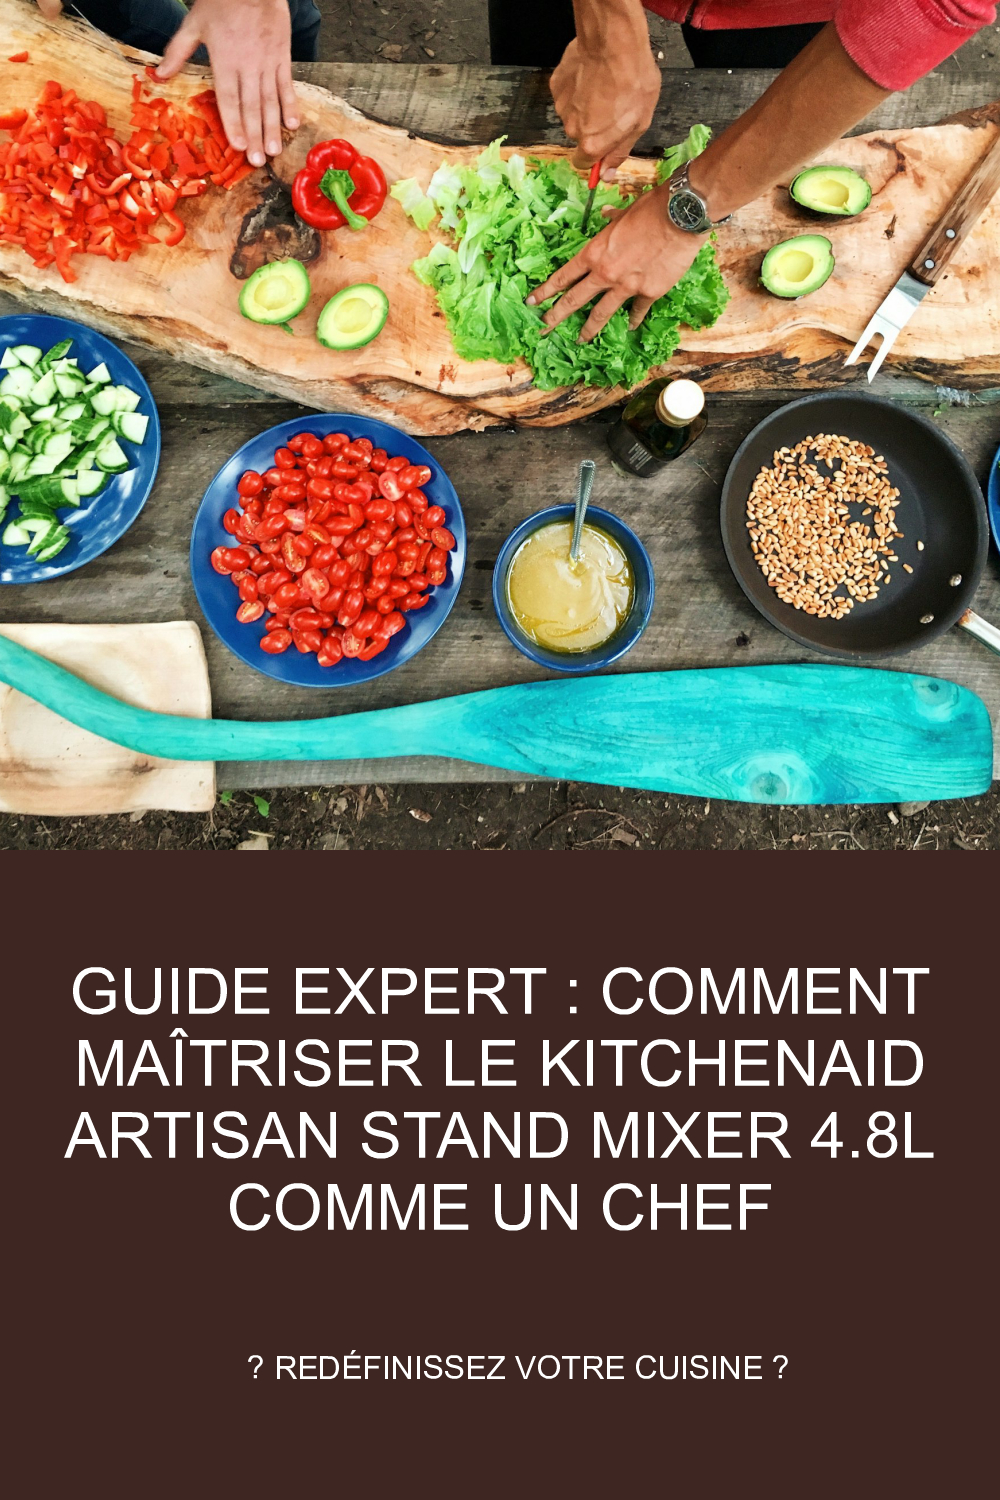 GUIDE EXPERT : COMMENT
MAÎTRISER LE KITCHENAID
ARTISAN STAND MIXER 4.8L
COMME UN CHEF
? REDÉFINISSEZ VOTRE CUISINE ?